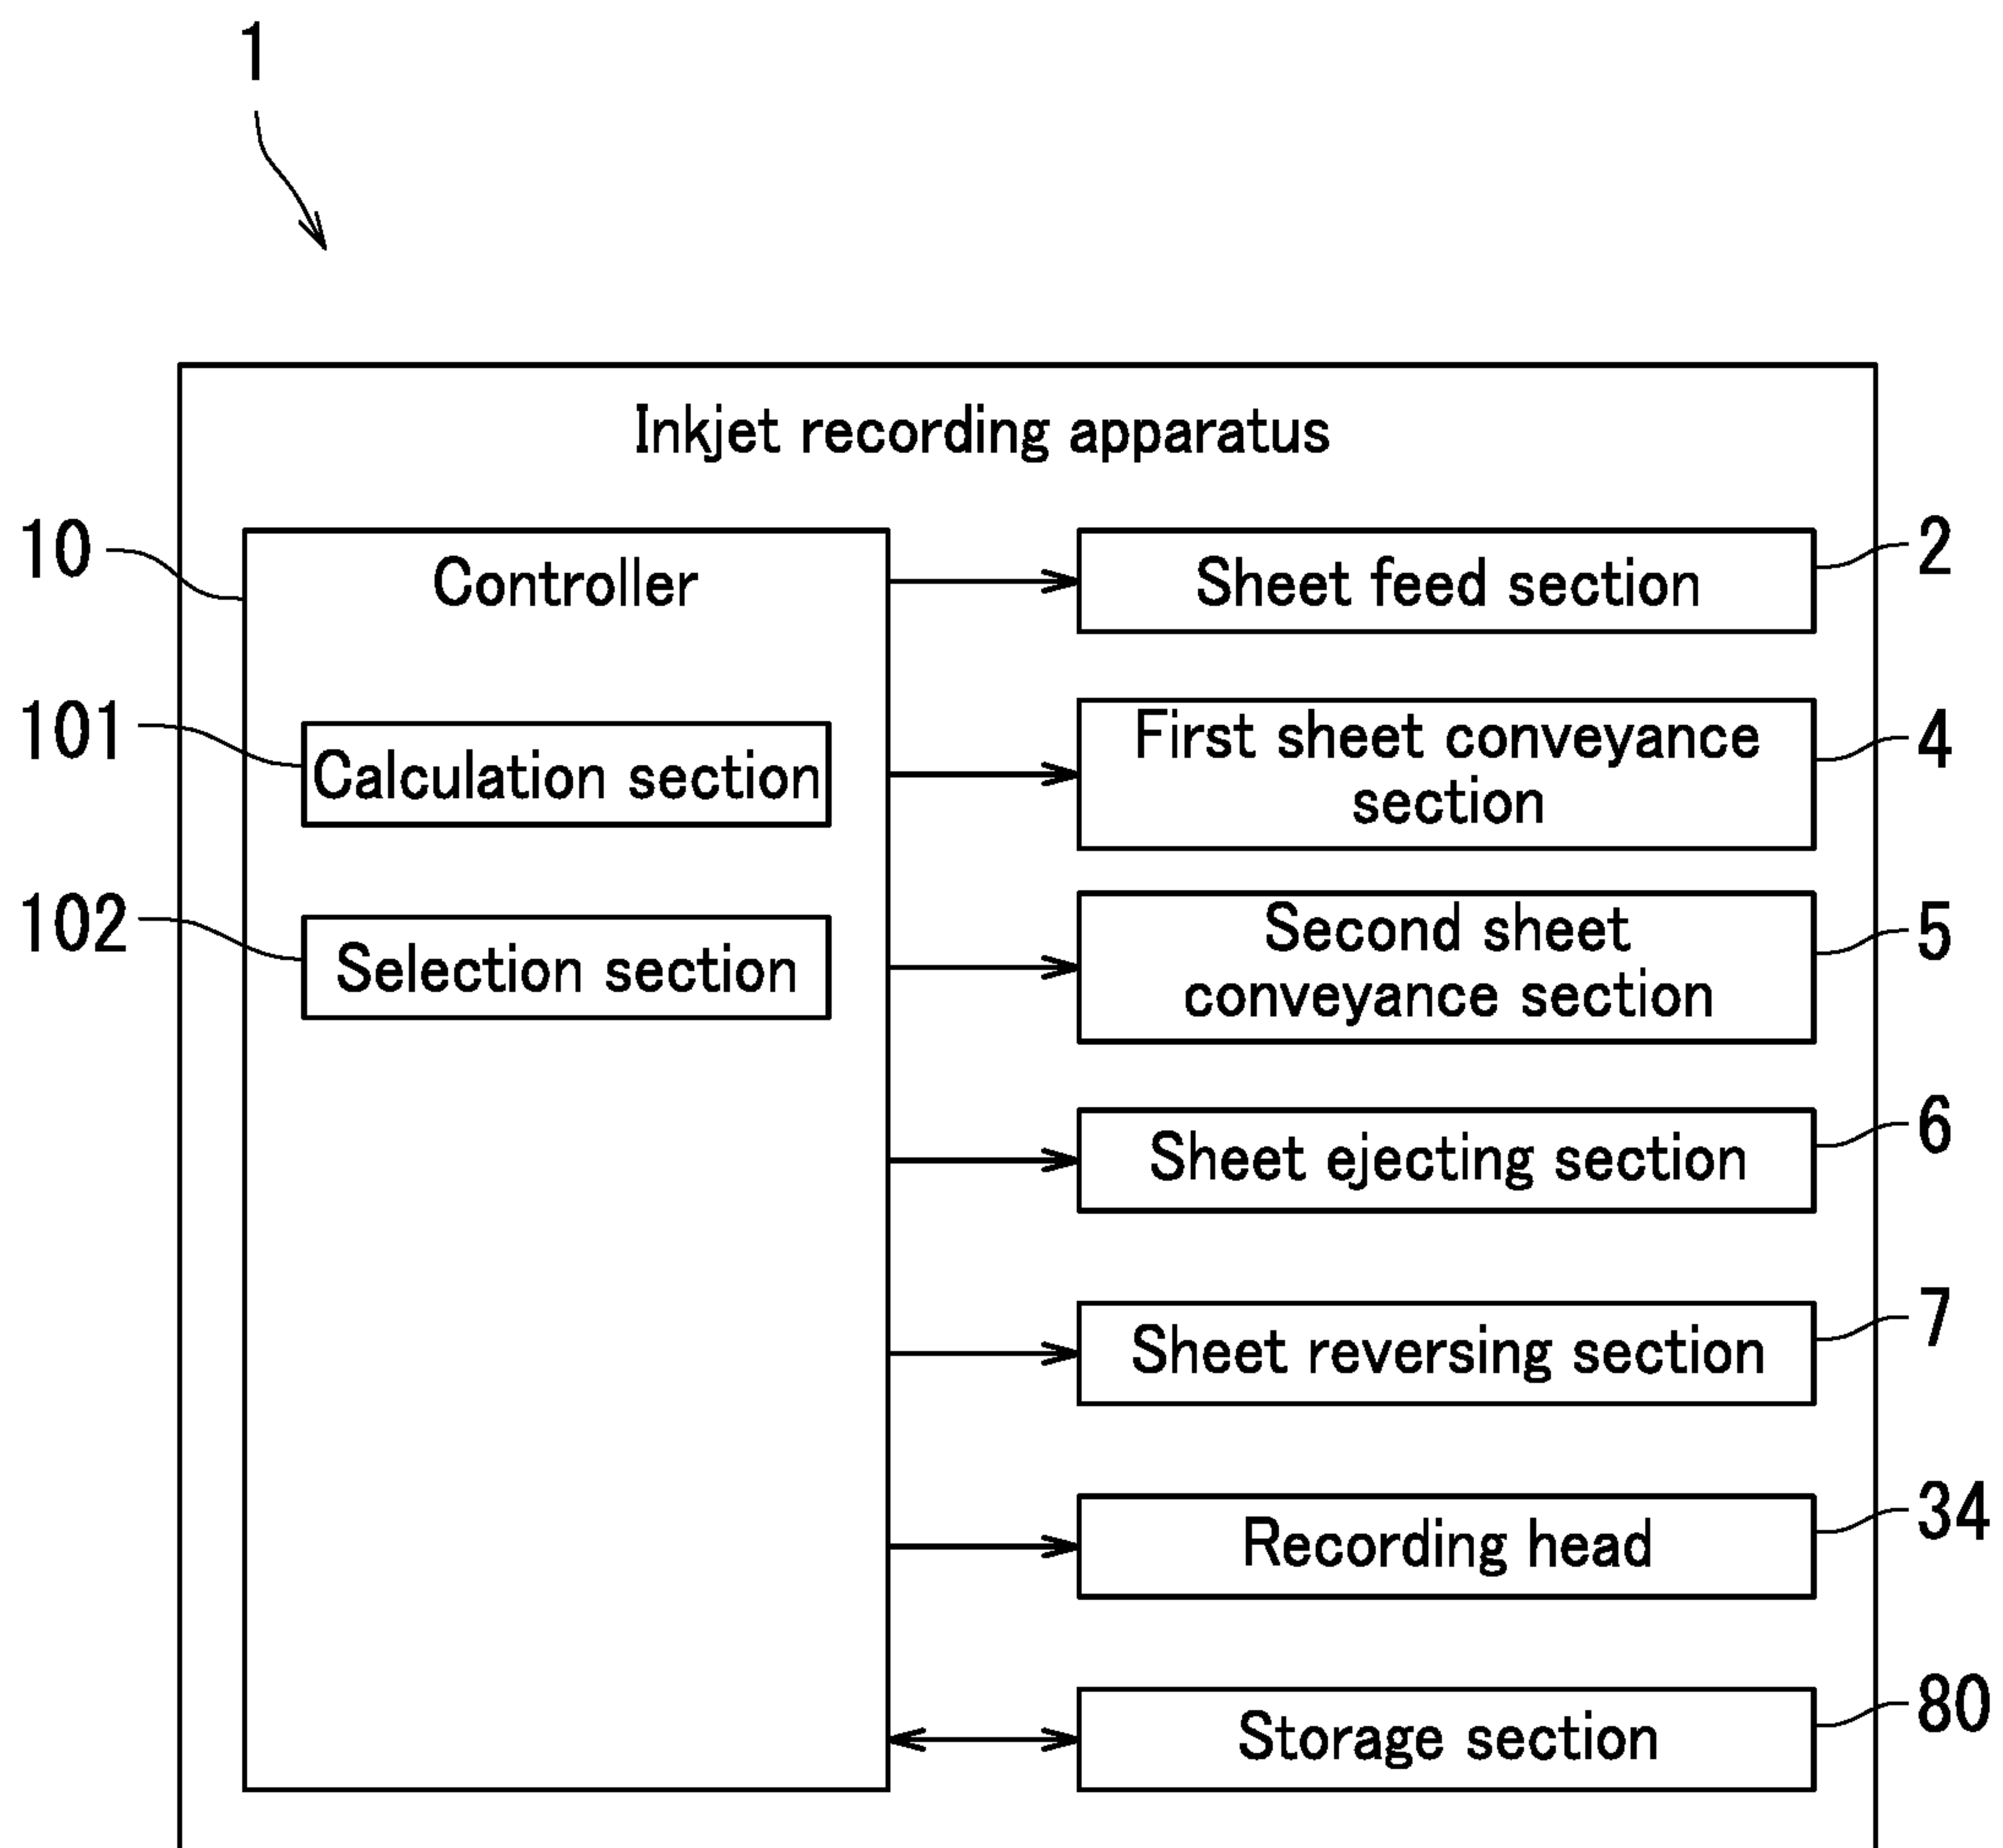 1
Inkjet recording apparatus
10
Controller
2
Sheet feed section
101
Calculation section
4
First sheet conveyance
section
102
Selection section
5
Second sheet
conveyance section
6
Sheet ejecting section
7
Sheet reversing section
34
Recording head
80
Storage section